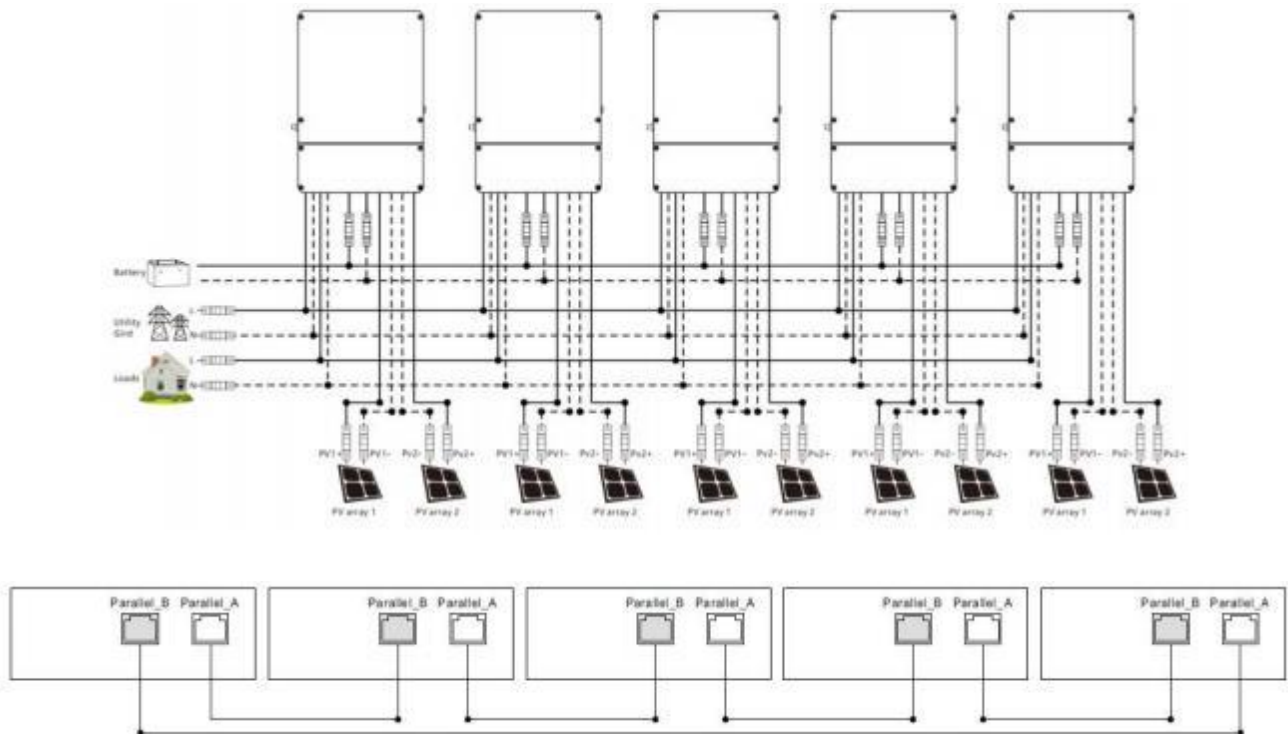 Battery
L
Utility
Gird
N
L
Loads
N
PV1+ PV1- Pv2- Pv2+ PV1+ PV1- Pv2- Pv2+ PV1+ PV1- Pv2- Pv2+ PV1+ PV1- Pv2- Pv2+ PV1+ PV1- Pv2- Pv2+
PV array 1 PV array 2 PV array 1 PV array 2 PV array 1 PV array 2 PV array 1 PV array 2 PV array 1 PV array 2
Parallel_B Parallel_A Parallel_B Parallel_A Parallel_B Parallel_A Parallel_B Parallel_A Parallel_B Parallel_A